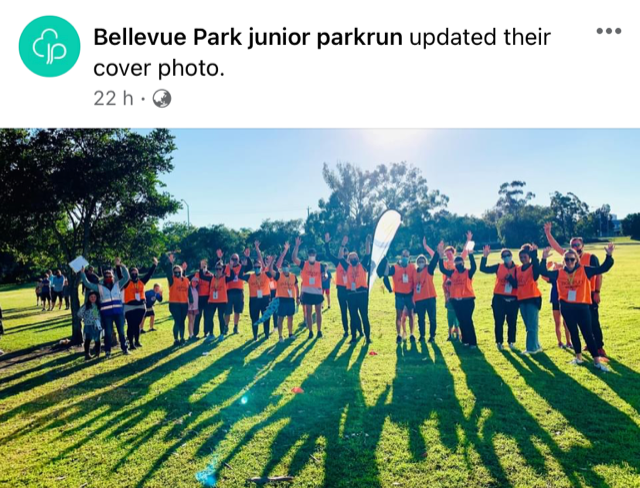 Bellevue Park junior parkrun updated their
cover photo.
22 h ·